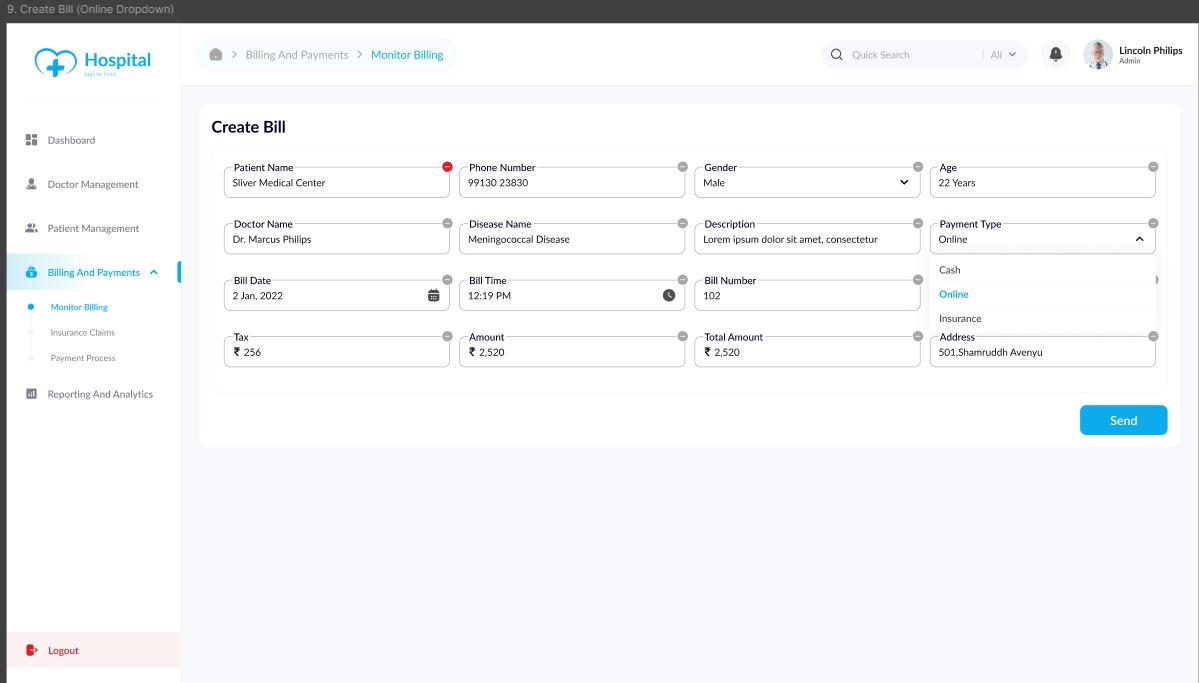 9. Create Bill (Online Dropdown)
Hospital
tagline here
Billing And Payments
Monitor Billing
Quick Search
All
Lincoln Philips
Admin
Dashboard
Doctor Management
Patient Management
Billing And Payments
Monitor Billing
Insurance Claims
Payment Process
Reporting And Analytics
Logout
Create Bill
Patient Name
Sliver Medical Center
Phone Number
99130 23830
Gender
Male
Age
22 Years
Doctor Name
Dr. Marcus Philips
Disease Name
Meningococcal Disease
Description
Lorem ipsum dolor sit amet, consectetur
Payment Type
Online
Cash
Online
Insurance
Bill Date
2 Jan, 2022
Bill Time
12:19 PM
Bill Number
102
Tax
₹ 256
Amount
₹ 2,520
Total Amount
₹ 2,520
Address
501,Shamruddh Avenyu
Send